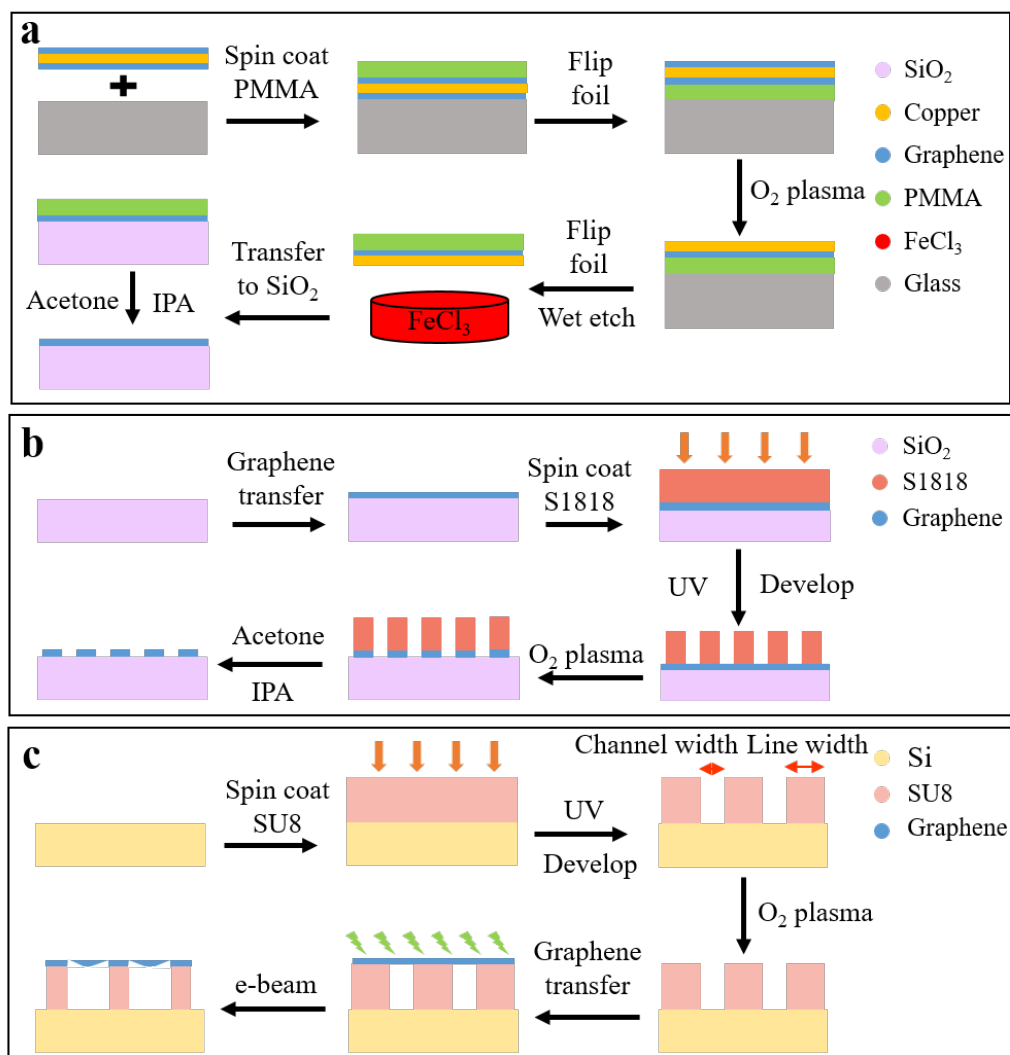 a
Spin coat
PMMA
Flip
foil
SiO₂
Copper
Graphene
PMMA
FeCl₃
Glass
O₂ plasma
Flip
foil
Wet etch
FeCl₃
Transfer
to SiO₂
Acetone IPA
b
Graphene
transfer
Spin coat
S1818
SiO₂
S1818
Graphene
UV Develop
O₂ plasma
Acetone
IPA
c
Spin coat
SU8
UV
Develop
Channel width Line width
Si
SU8
Graphene
O₂ plasma
Graphene
transfer
e-beam